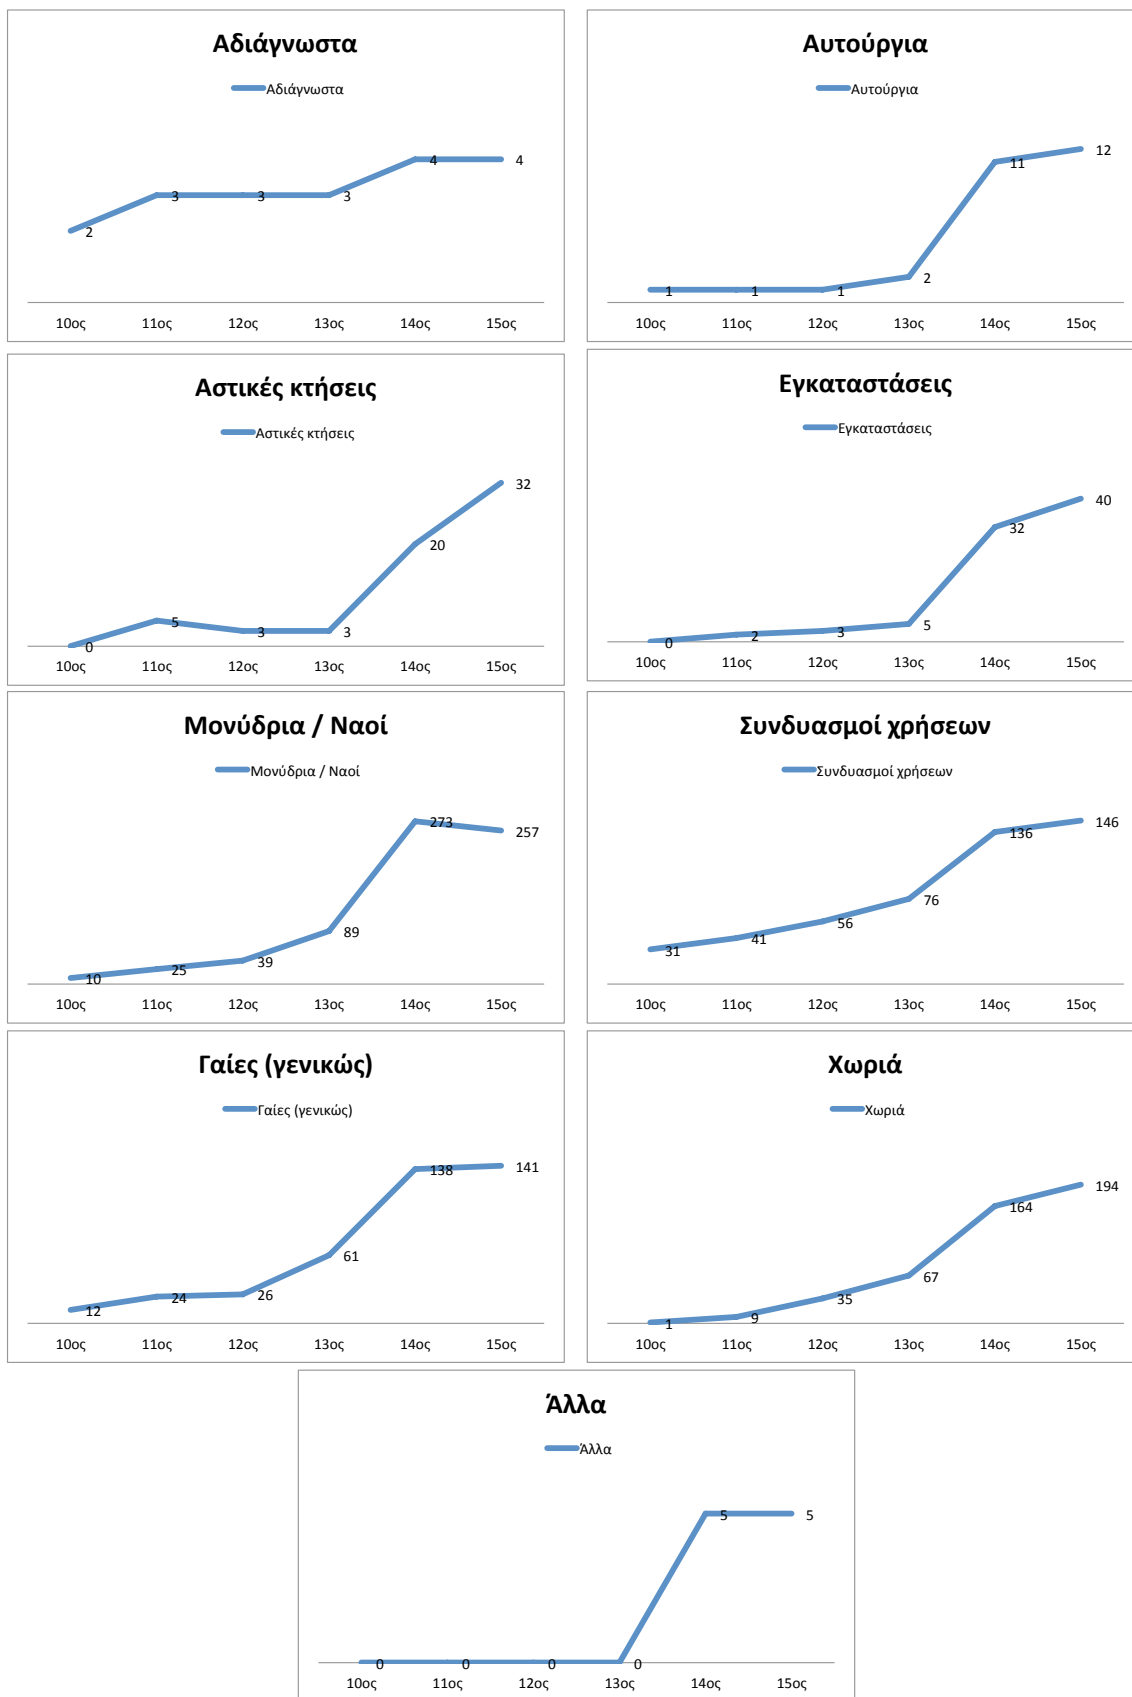 Αδιάγνωστα
Αδιάγνωστα
4 4
3 3 3
2
10ος 11ος 12ος 13ος 14ος 15ος
Αυτούργια
Αυτούργια
12
11
2
1 1 1
10ος 11ος 12ος 13ος 14ος 15ος
Αστικές κτήσεις
Αστικές κτήσεις
32
20
5
3 3
0
10ος 11ος 12ος 13ος 14ος 15ος
Εγκαταστάσεις
Εγκαταστάσεις
40
32
5
3
2
0
10ος 11ος 12ος 13ος 14ος 15ος
Μονύδρια / Ναοί
Μονύδρια / Ναοί
273
257
89
39
25
10
10ος 11ος 12ος 13ος 14ος 15ος
Συνδυασμοί χρήσεων
Συνδυασμοί χρήσεων
146
136
76
56
41
31
10ος 11ος 12ος 13ος 14ος 15ος
Γαίες (γενικώς)
Γαίες (γενικώς)
138 141
61
24 26
12
10ος 11ος 12ος 13ος 14ος 15ος
Χωριά
Χωριά
194
164
67
35
9
1
10ος 11ος 12ος 13ος 14ος 15ος
Άλλα
Άλλα
5 5
0 0 0 0
10ος 11ος 12ος 13ος 14ος 15ος